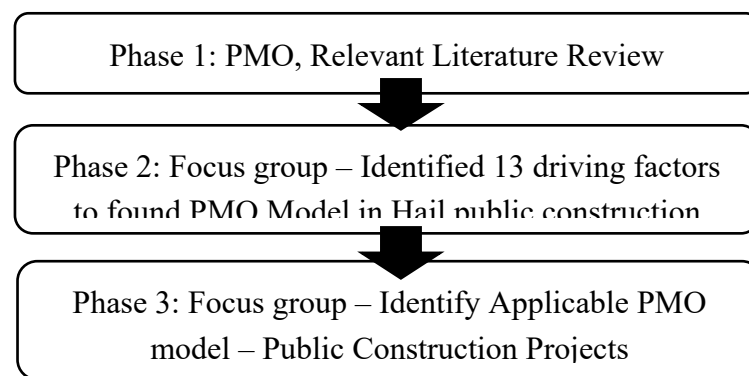 Phase 1: PMO, Relevant Literature Review
Phase 2: Focus group – Identified 13 driving factors
to found PMO Model in Hail public construction
Phase 3: Focus group – Identify Applicable PMO
model – Public Construction Projects